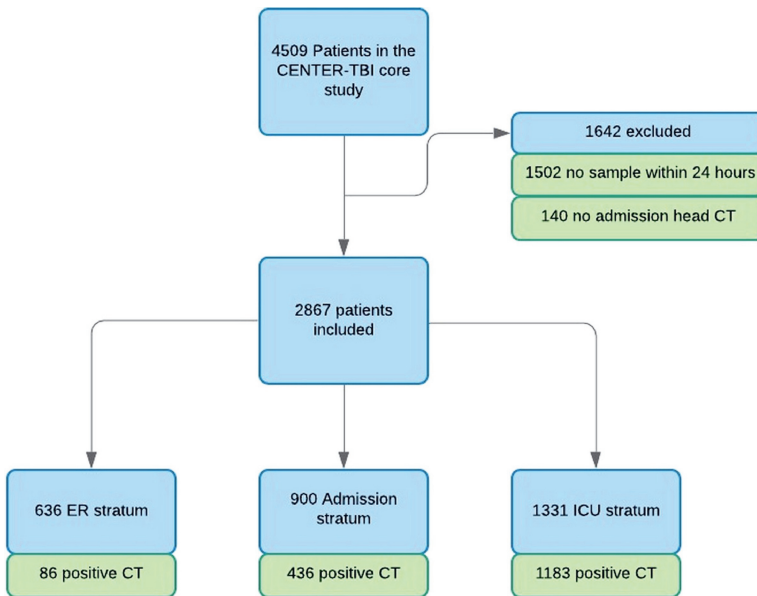 4509 Patients in the
CENTER-TBI core
study
1642 excluded
1502 no sample within 24 hours
140 no admission head CT
2867 patients
included
636 ER stratum
86 positive CT
900 Admission
stratum
436 positive CT
1331 ICU stratum
1183 positive CT